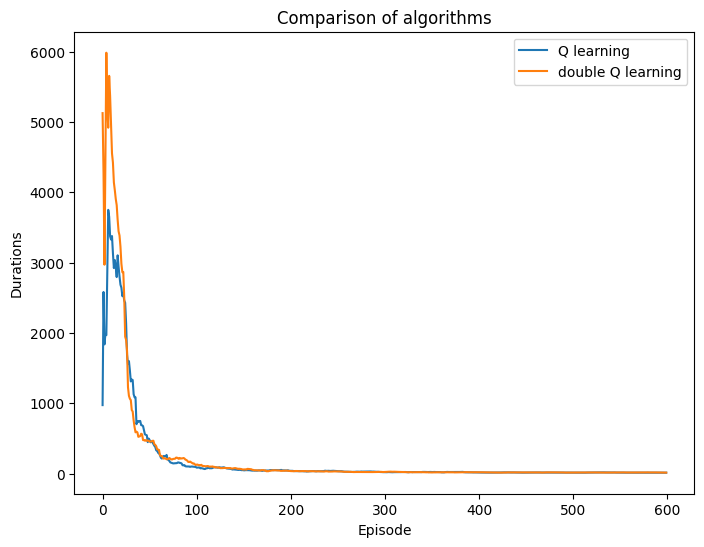 Comparison of algorithms
Q learning
double Q learning
6000
5000
4000
3000
2000
1000
0
Durations
0 100 200 300 400 500 600
Episode